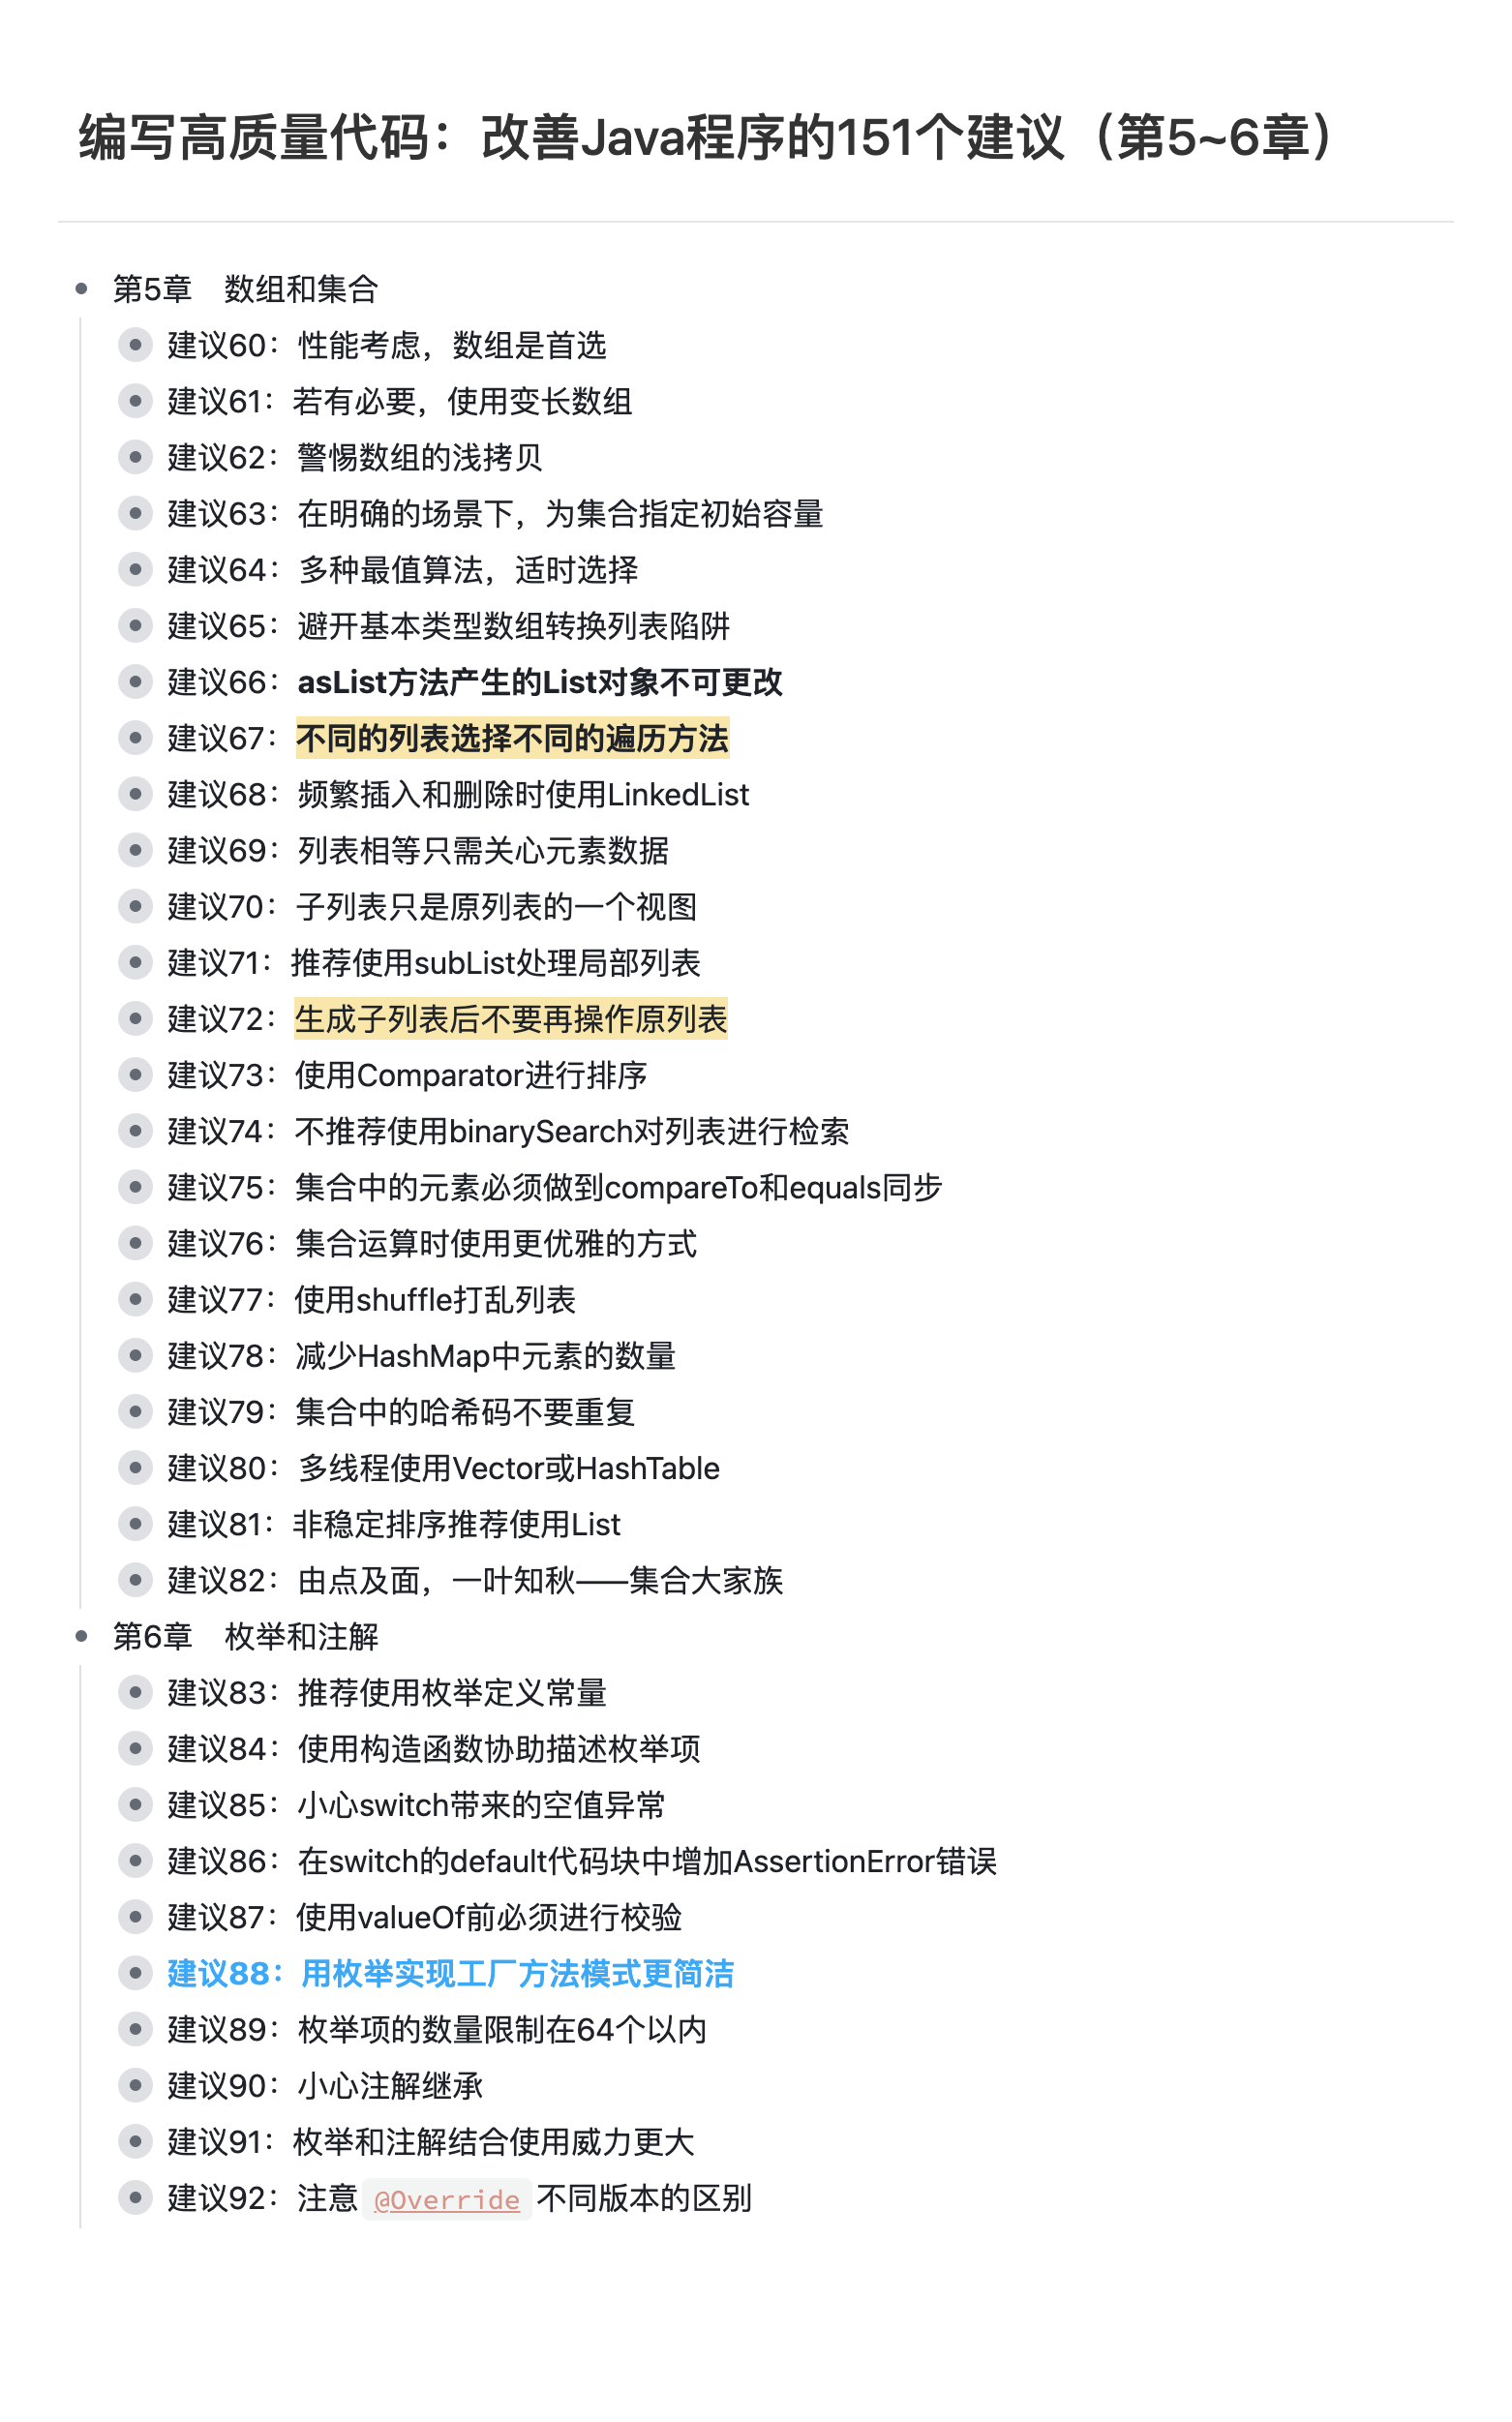 编写高质量代码：改善Java程序的151个建议（第5~6章）
第5章　数组和集合
建议60：性能考虑，数组是首选
建议61：若有必要，使用变长数组
建议62：警惕数组的浅拷贝
建议63：在明确的场景下，为集合指定初始容量
建议64：多种最值算法，适时选择
建议65：避开基本类型数组转换列表陷阱
建议66：asList方法产生的List对象不可更改
建议67：不同的列表选择不同的遍历方法
建议68：频繁插入和删除时使用LinkedList
建议69：列表相等只需关心元素数据
建议70：子列表只是原列表的一个视图
建议71：推荐使用subList处理局部列表
建议72：生成子列表后不要再操作原列表
建议73：使用Comparator进行排序
建议74：不推荐使用binarySearch对列表进行检索
建议75：集合中的元素必须做到compareTo和equals同步
建议76：集合运算时使用更优雅的方式
建议77：使用shuffle打乱列表
建议78：减少HashMap中元素的数量
建议79：集合中的哈希码不要重复
建议80：多线程使用Vector或HashTable
建议81：非稳定排序推荐使用List
建议82：由点及面，一叶知秋——集合大家族
第6章　枚举和注解
建议83：推荐使用枚举定义常量
建议84：使用构造函数协助描述枚举项
建议85：小心switch带来的空值异常
建议86：在switch的default代码块中增加AssertionError错误
建议87：使用valueOf前必须进行校验
建议88：用枚举实现工厂方法模式更简洁
建议89：枚举项的数量限制在64个以内
建议90：小心注解继承
建议91：枚举和注解结合使用威力更大
建议92：注意@Override不同版本的区别